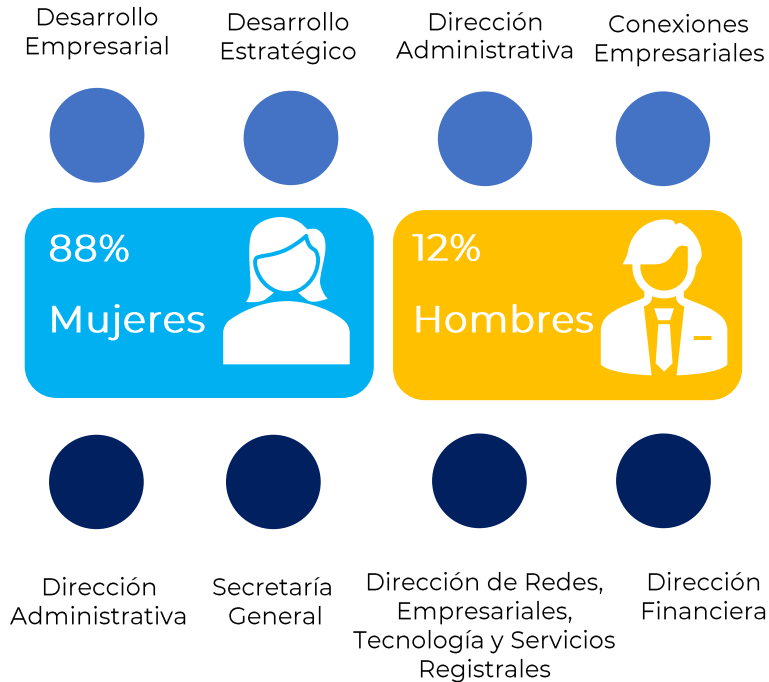 Desarrollo
Empresarial
Desarrollo
Estratégico
Dirección
Administrativa
Conexiones
Empresariales
88%
Mujeres
12%
Hombres
Dirección
Administrativa
Secretaría
General
Dirección de Redes,
Empresariales,
Tecnología y Servicios
Registrales
Dirección
Financiera